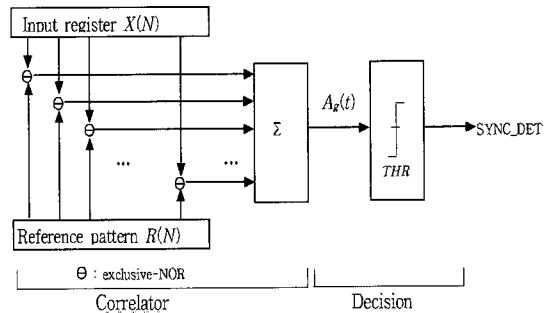 Input register X(N)
Σ
A_g(t)
THR
SYNC_DET
...
...
Reference pattern R(N)
⊖ : exclusive-NOR
Correlator
Decision